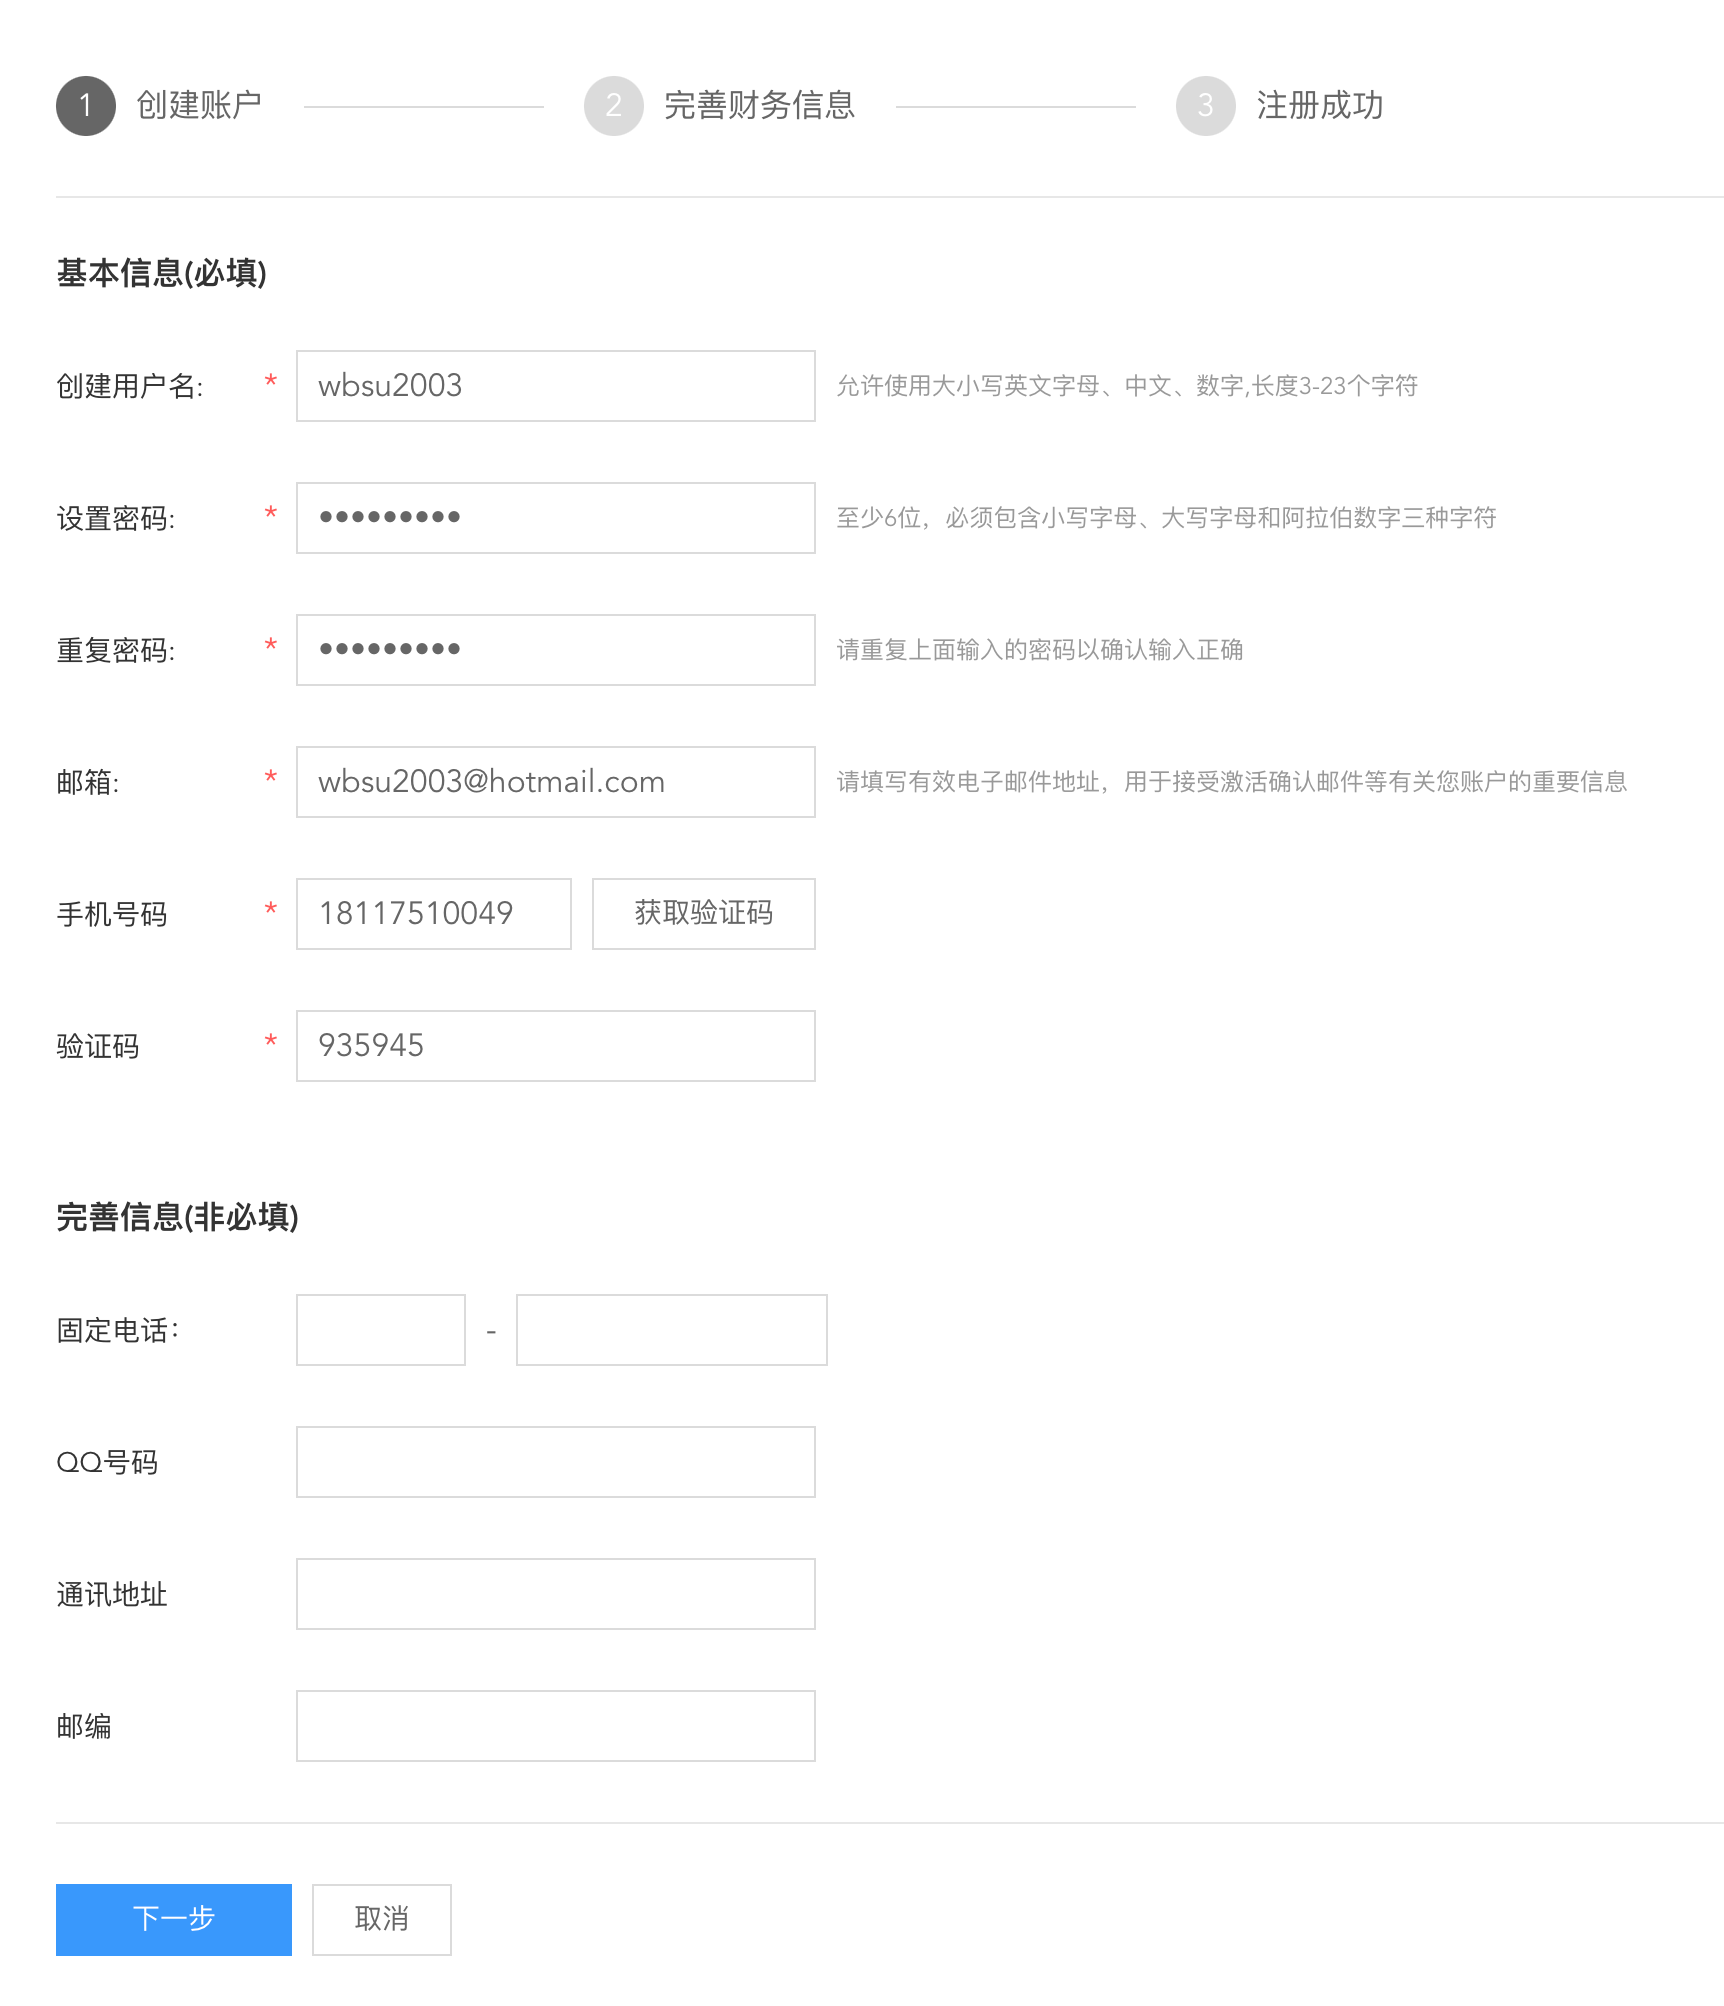 1 创建账户 2 完善财务信息 3 注册成功
基本信息(必填)
创建用户名: * wbsu2003 允许使用大小写英文字母、中文、数字,长度3-23个字符
设置密码: * ••••••••• 至少6位，必须包含小写字母、大写字母和阿拉伯数字三种字符
重复密码: * ••••••••• 请重复上面输入的密码以确认输入正确
邮箱: * wbsu2003@hotmail.com 请填写有效电子邮件地址，用于接受激活确认邮件等有关您账户的重要信息
手机号码 * 18117510049 获取验证码
验证码 * 935945
完善信息(非必填)
固定电话： -
QQ号码
通讯地址
邮编
下一步 取消